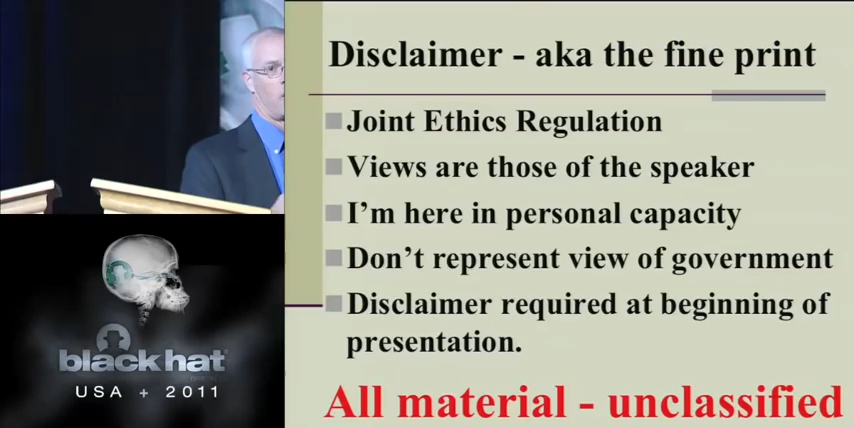 Disclaimer - aka the fine print
Joint Ethics Regulation
Views are those of the speaker
I'm here in personal capacity
Don't represent view of government
Disclaimer required at beginning of
presentation.
All material - unclassified
black hat
USA + 2011